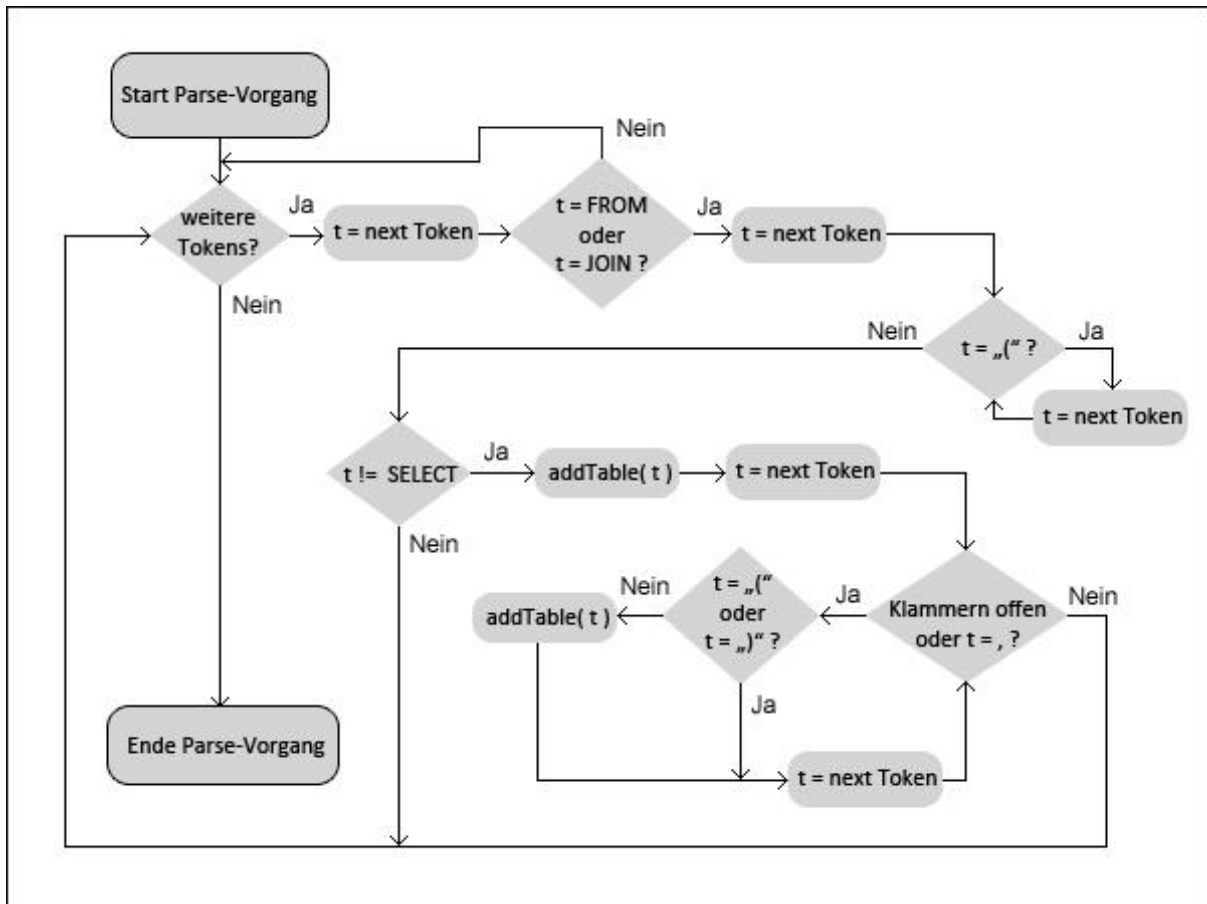 Start Parse-Vorgang
Nein
weitere
Tokens?
Ja
t = next Token
t = FROM
oder
t = JOIN ?
Ja
t = next Token
Nein
Nein
t = „(“ ?
Ja
t = next Token
t != SELECT
Ja
addTable( t )
t = next Token
Nein
addTable( t )
Nein
t = „(“
oder
t = „)“ ?
Ja
Klammern offen
oder t = , ?
Nein
Ja
t = next Token
Ende Parse-Vorgang